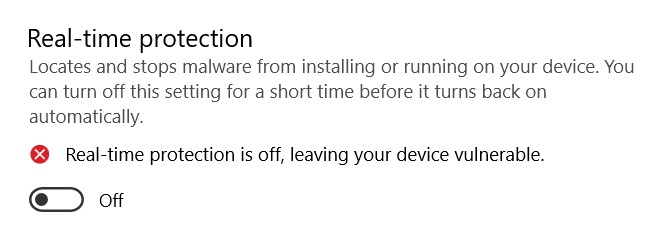 Real-time protection
Locates and stops malware from installing or running on your device. You
can turn off this setting for a short time before it turns back on
automatically.
Real-time protection is off, leaving your device vulnerable.
Off